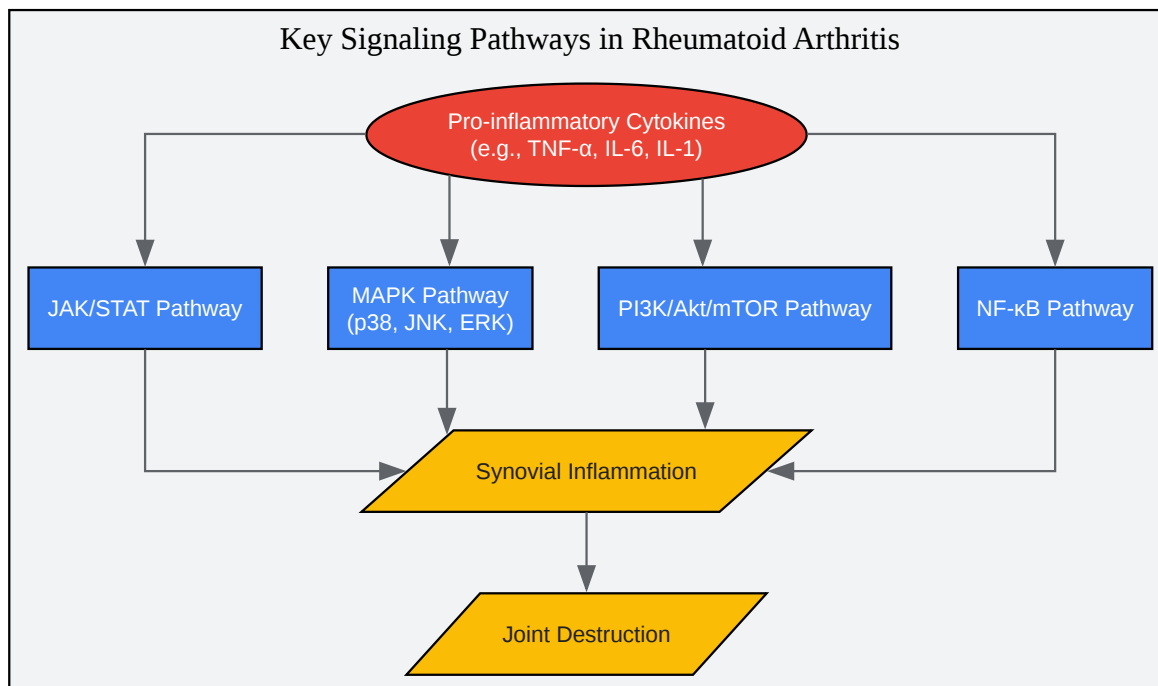 Key Signaling Pathways in Rheumatoid Arthritis
Pro-inflammatory Cytokines
(e.g., TNF-α, IL-6, IL-1)
JAK/STAT Pathway
MAPK Pathway
(p38, JNK, ERK)
PI3K/Akt/mTOR Pathway
NF-κB Pathway
Synovial Inflammation
Joint Destruction